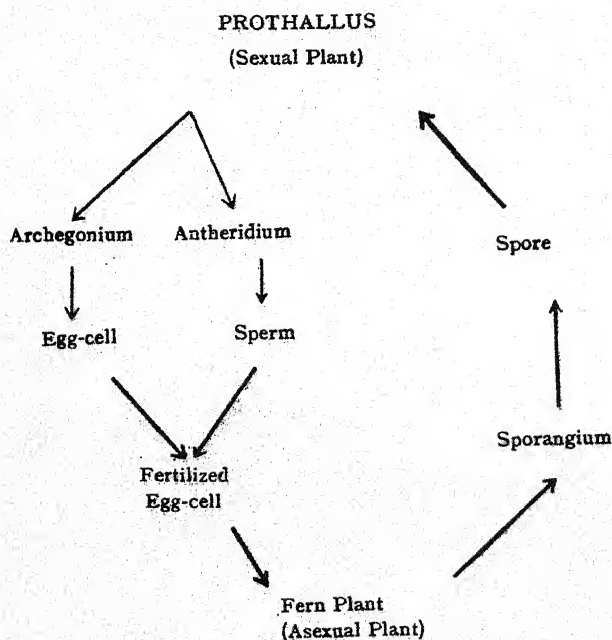 PROTHALLUS
(Sexual Plant)
Archegonium
Antheridium
Spore
Egg-cell
Sperm
Sporangium
Fertilized
Egg-cell
Fern Plant
(Asexual Plant)